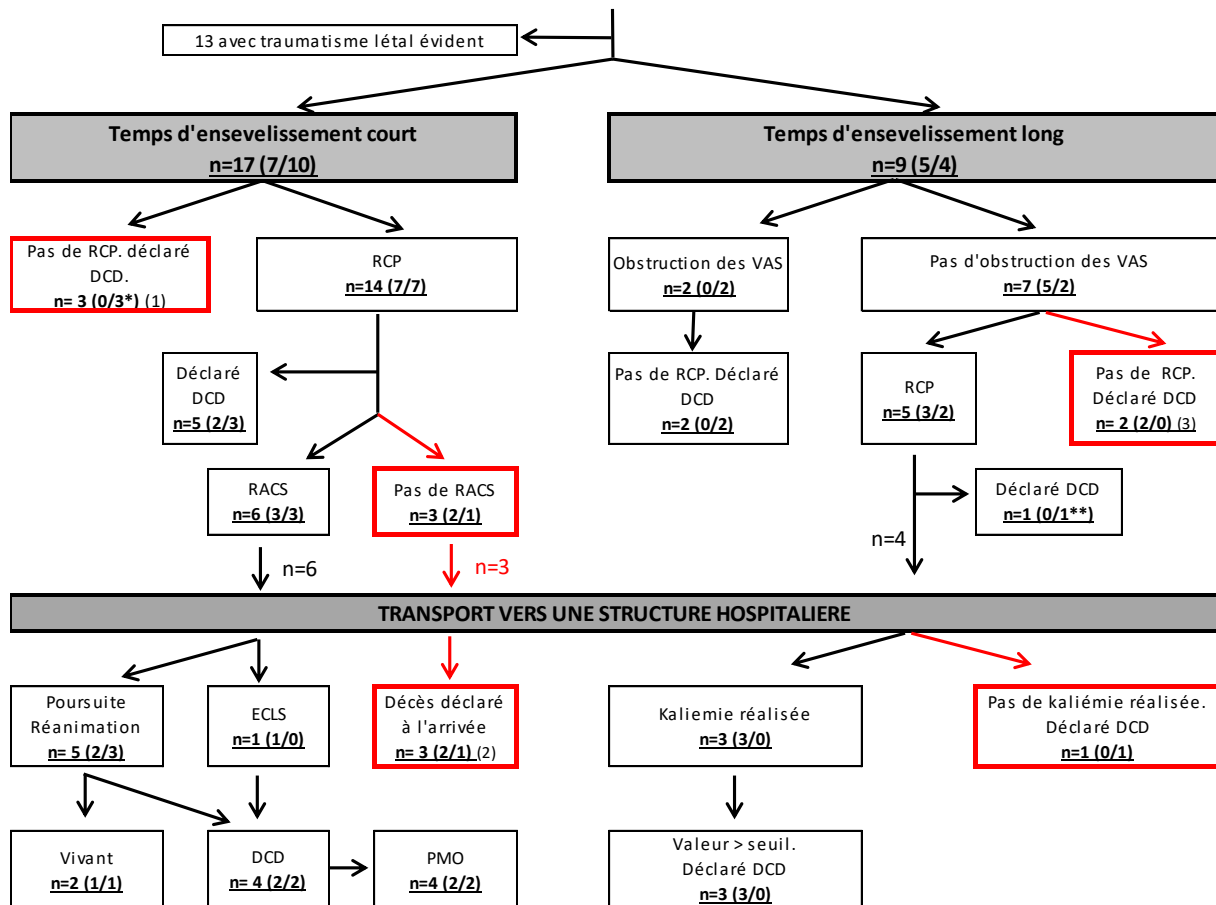 13 avec traumatisme létal évident
Temps d'ensevelissement court
n=17 (7/10)
Temps d'ensevelissement long
n=9 (5/4)
Pas de RCP. déclaré
DCD.
n= 3 (0/3*) (1)
RCP
n=14 (7/7)
Obstruction des VAS
n=2 (0/2)
Pas d'obstruction des VAS
n=7 (5/2)
Déclaré
DCD
n=5 (2/3)
Pas de RCP. Déclaré
DCD
n=2 (0/2)
RCP
n=5 (3/2)
Pas de RCP.
Déclaré DCD
n= 2 (2/0) (3)
RACS
n=6 (3/3)
Pas de RACS
n=3 (2/1)
Déclaré DCD
n=1 (0/1**)
n=6
n=3
n=4
TRANSPORT VERS UNE STRUCTURE HOSPITALIERE
Poursuite
Réanimation
n= 5 (2/3)
ECLS
n=1 (1/0)
Décès déclaré
à l'arrivée
n= 3 (2/1) (2)
Kaliemie réalisée
n=3 (3/0)
Pas de kaliémie réalisée.
Déclaré DCD
n=1 (0/1)
Vivant
n=2 (1/1)
DCD
n= 4 (2/2)
PMO
n=4 (2/2)
Valeur > seuil.
Déclaré DCD
n=3 (3/0)